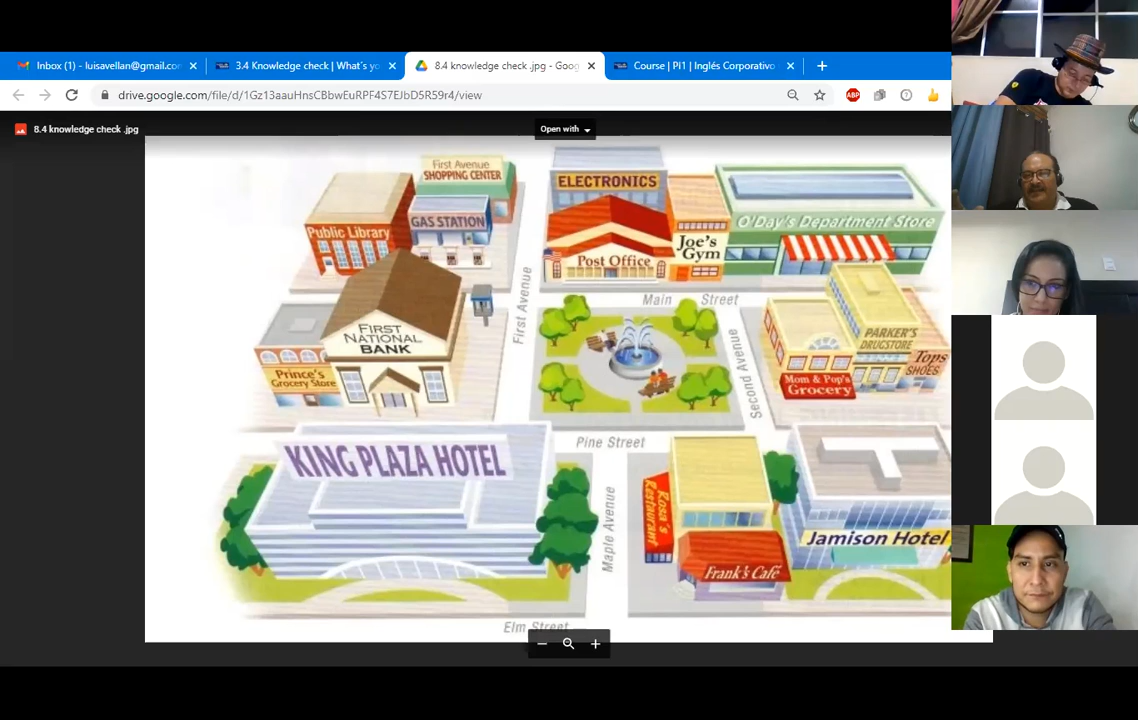 Inbox (1) - luisavellan@gmail.co
3.4 Knowledge check | What's yo
8.4 knowledge check .jpg - Goog
Course | PI1 | Inglés Corporativo
drive.google.com/file/d/1Gz13aauHnsCBbwEuRPF4S7EJbD5R59r4/view
ABP
8.4 knowledge check .jpg
Open with
First Avenue
SHOPPING CENTER
ELECTRONICS
Public Library
GAS STATION
Post Office
Joe's
Gym
O'Day's Department Store
First Avenue
Main Street
Second Avenue
FIRST
NATIONAL
BANK
Prince's
Grocery Store
PARKER'S
DRUGSTORE
Tops
SHOES
Mom & Pop's
Grocery
Pine Street
KING PLAZA HOTEL
Maple Avenue
Rosa's
Restaurant
Frank's Café
Jamison Hotel
Elm Street